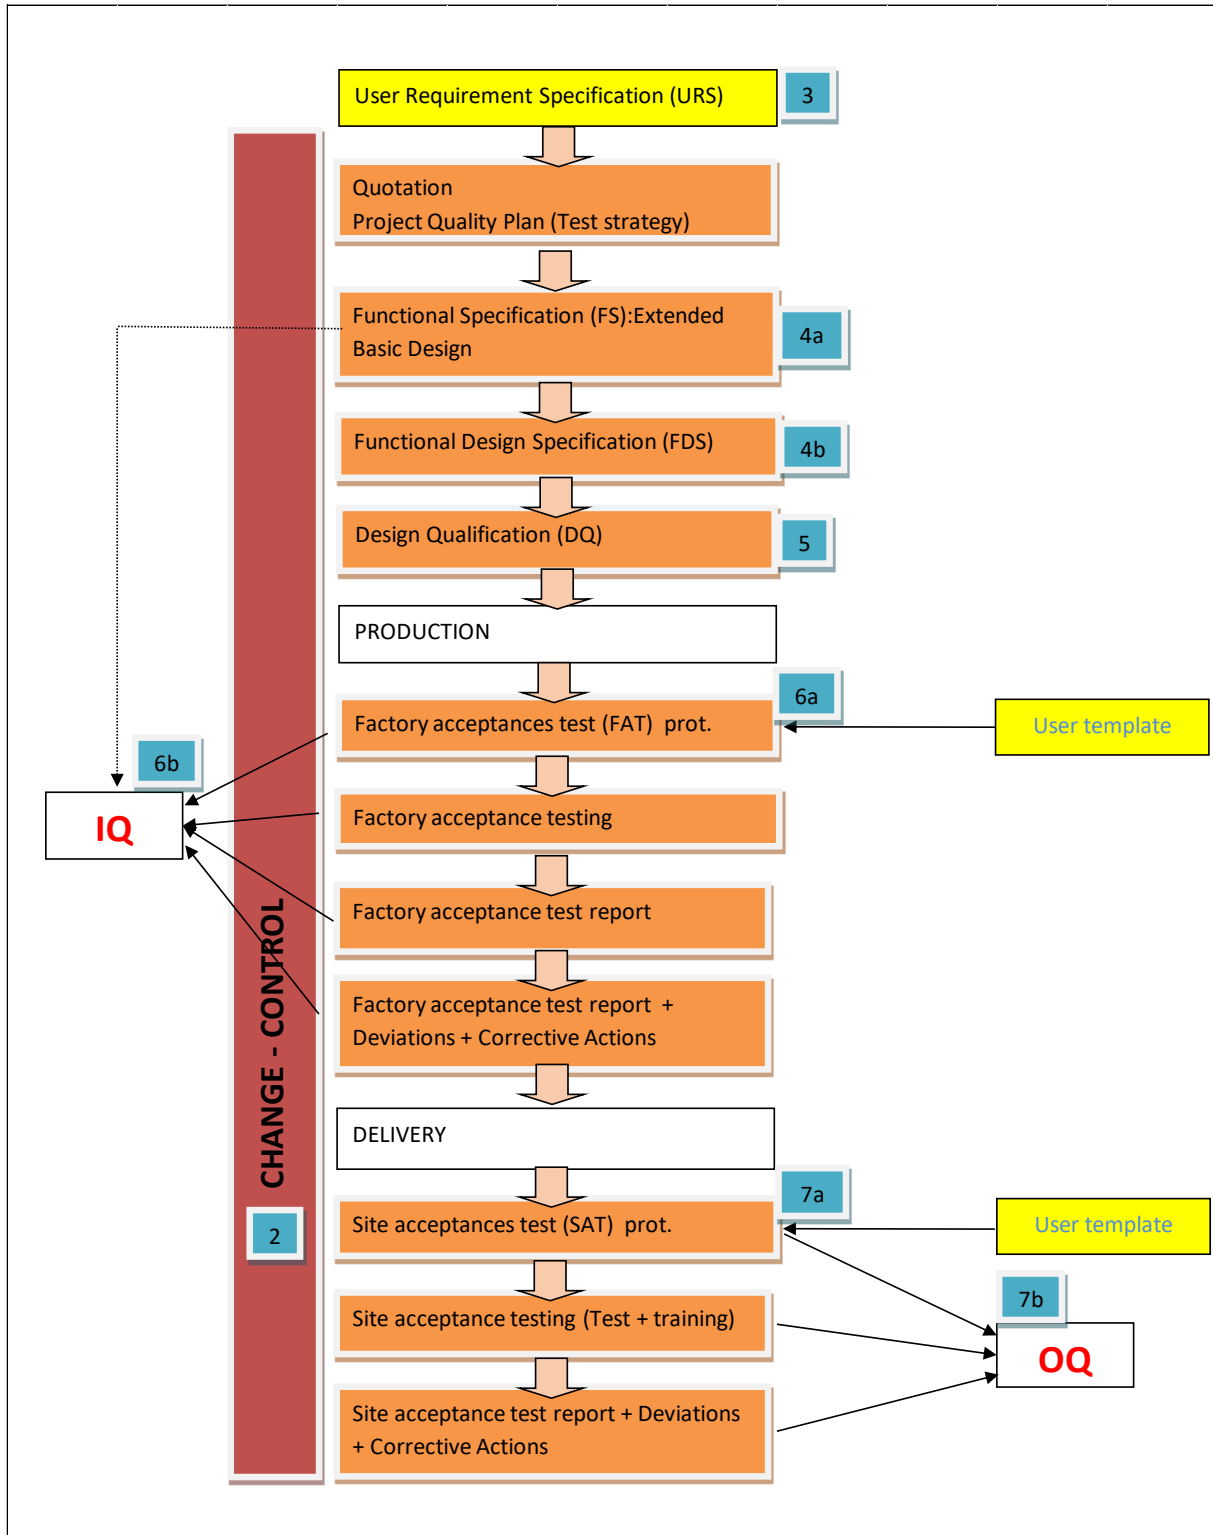 User Requirement Specification (URS)
3
Quotation
Project Quality Plan (Test strategy)
Functional Specification (FS):Extended
Basic Design
4a
Functional Design Specification (FDS)
4b
Design Qualification (DQ)
5
PRODUCTION
6a
Factory acceptances test (FAT) prot.
User template
6b
IQ
Factory acceptance testing
Factory acceptance test report
CHANGE - CONTROL
Factory acceptance test report +
Deviations + Corrective Actions
DELIVERY
7a
2
Site acceptances test (SAT) prot.
User template
7b
Site acceptance testing (Test + training)
OQ
Site acceptance test report + Deviations
+ Corrective Actions